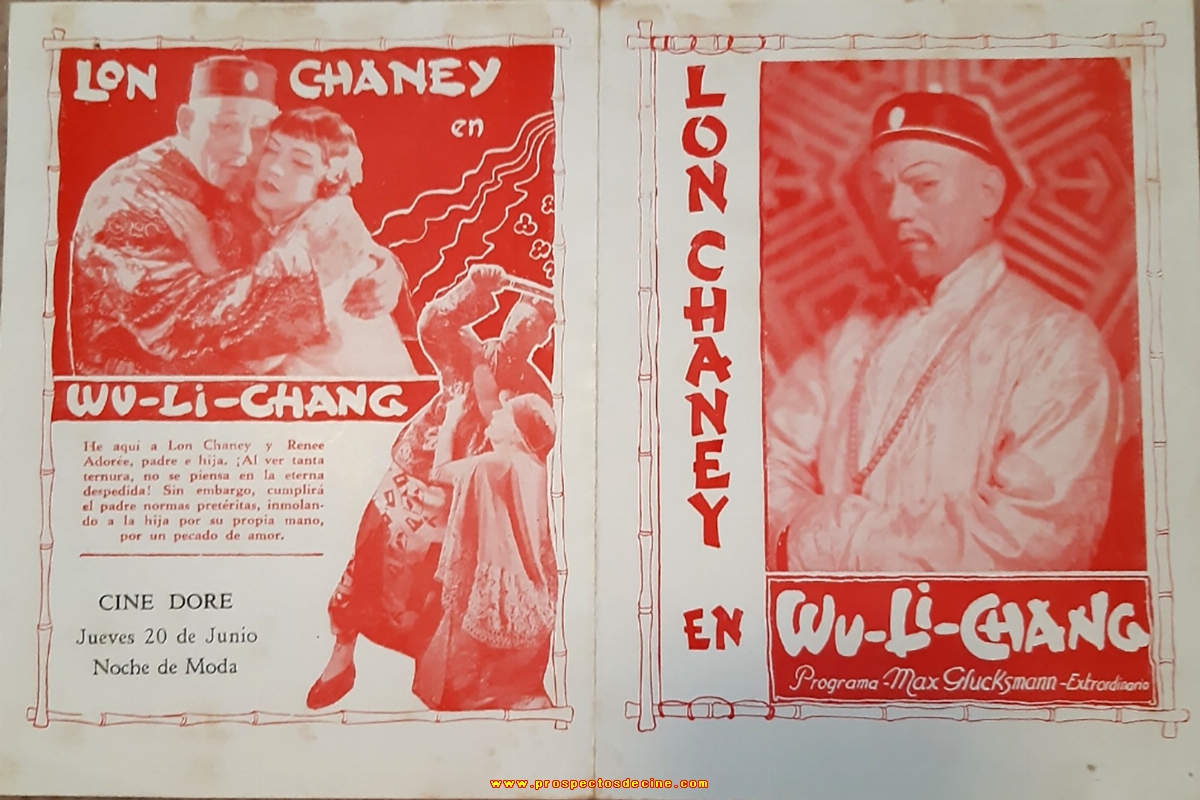 LON CHANEY
en
WU-Li-CHANG
He aquí a Lon Chaney y Renee
Adorée, padre e hija. ¡Al ver tanta
ternura, no se piensa en la eterna
despedida! Sin embargo, cumplirá
el padre normas pretéritas, inmolan-
do a la hija por su propia mano,
por un pecado de amor.
CINE DORE
Jueves 20 de Junio
Noche de Moda
LON CHANEY
EN
WU-Li-CHANG
Programa-Max Glucksmann-Extrordinario
www.prospectosdecine.com